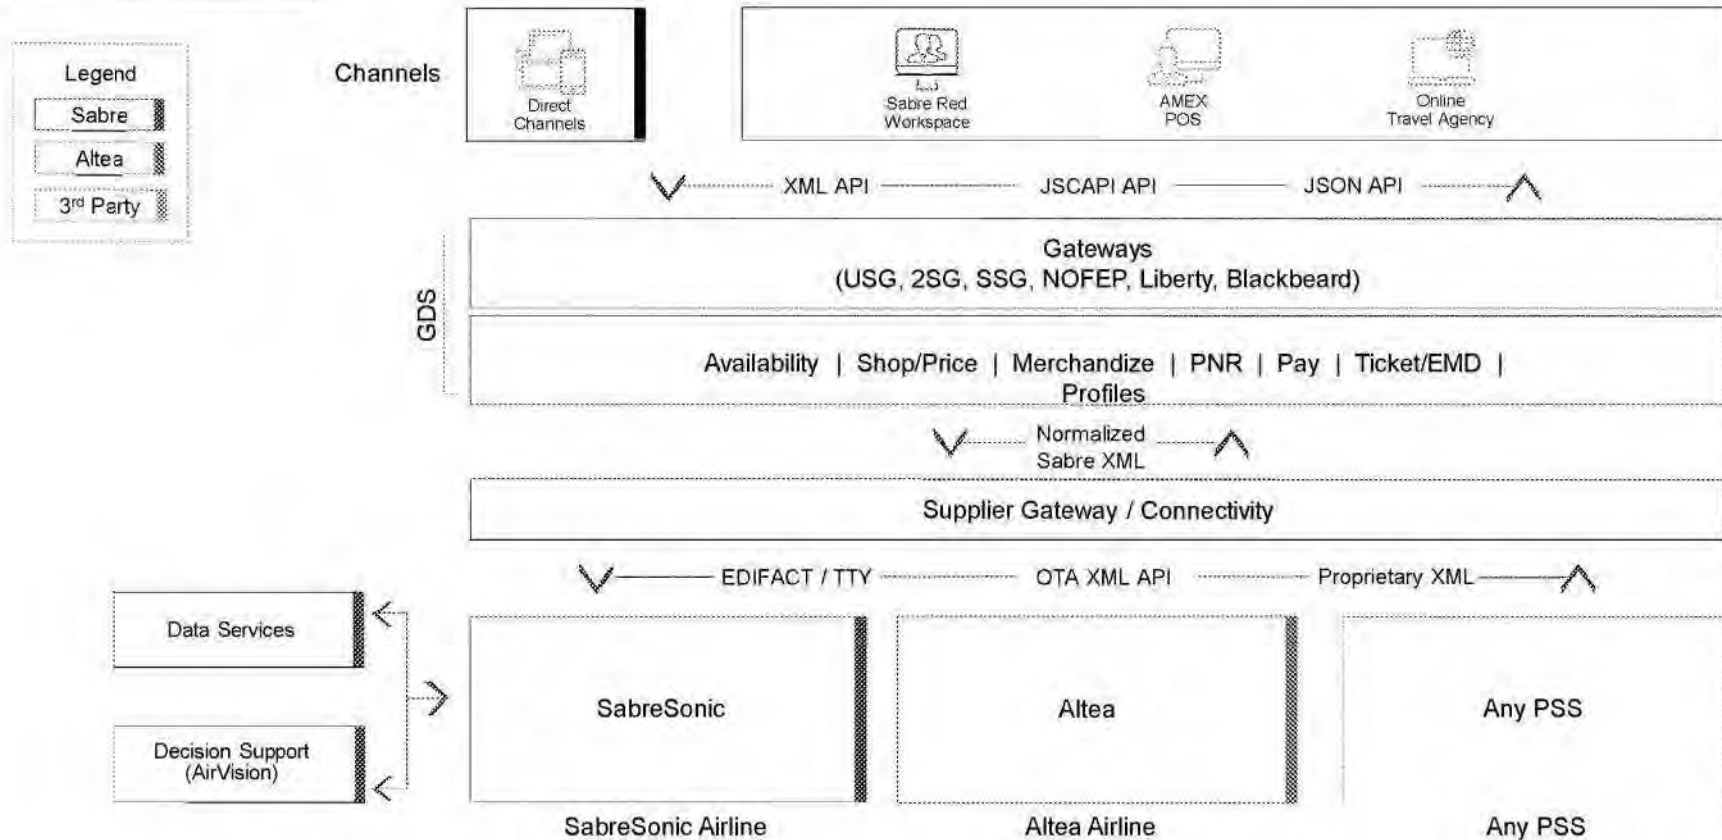 Legend
Sabre
Altea
3rd Party
Channels
Direct
Channels
Sabre Red
Workspace
AMEX
POS
Online
Travel Agency
XML API
JSCAPI API
JSON API
GDS
Gateways
(USG, 2SG, SSG, NOFEP, Liberty, Blackbeard)
Availability | Shop/Price | Merchandize | PNR | Pay | Ticket/EMD |
Profiles
Normalized
Sabre XML
Supplier Gateway / Connectivity
EDIFACT / TTY
OTA XML API
Proprietary XML
Data Services
Decision Support
(AirVision)
SabreSonic
Altea
Any PSS
SabreSonic Airline
Altea Airline
Any PSS